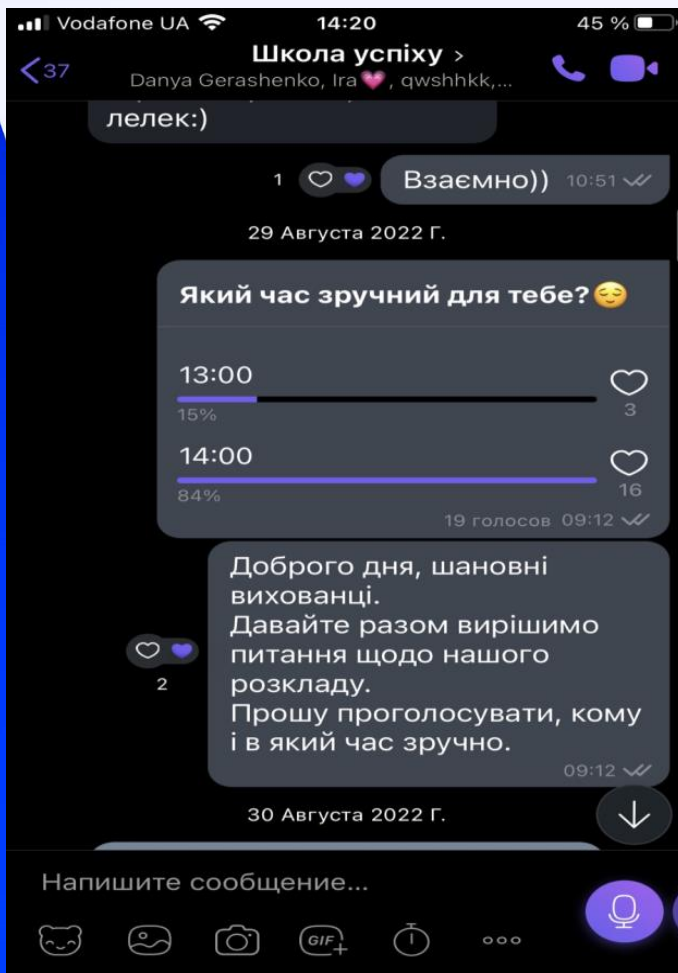 Vodafone UA 14:20 45 %
37 Школа успіху >
Danya Gerashenko, Ira, qwshhkk,...
лелек:)
1 Взаємно)) 10:51
29 Августа 2022 Г.
Який час зручний для тебе?
13:00
15% 3
14:00
84% 16
19 голосов 09:12
Доброго дня, шановні
вихованці.
Давайте разом вирішимо
питання щодо нашого
2 розкладу.
Прошу проголосувати, кому
і в який час зручно.
09:12
30 Августа 2022 Г.
Напишите сообщение...
GIF